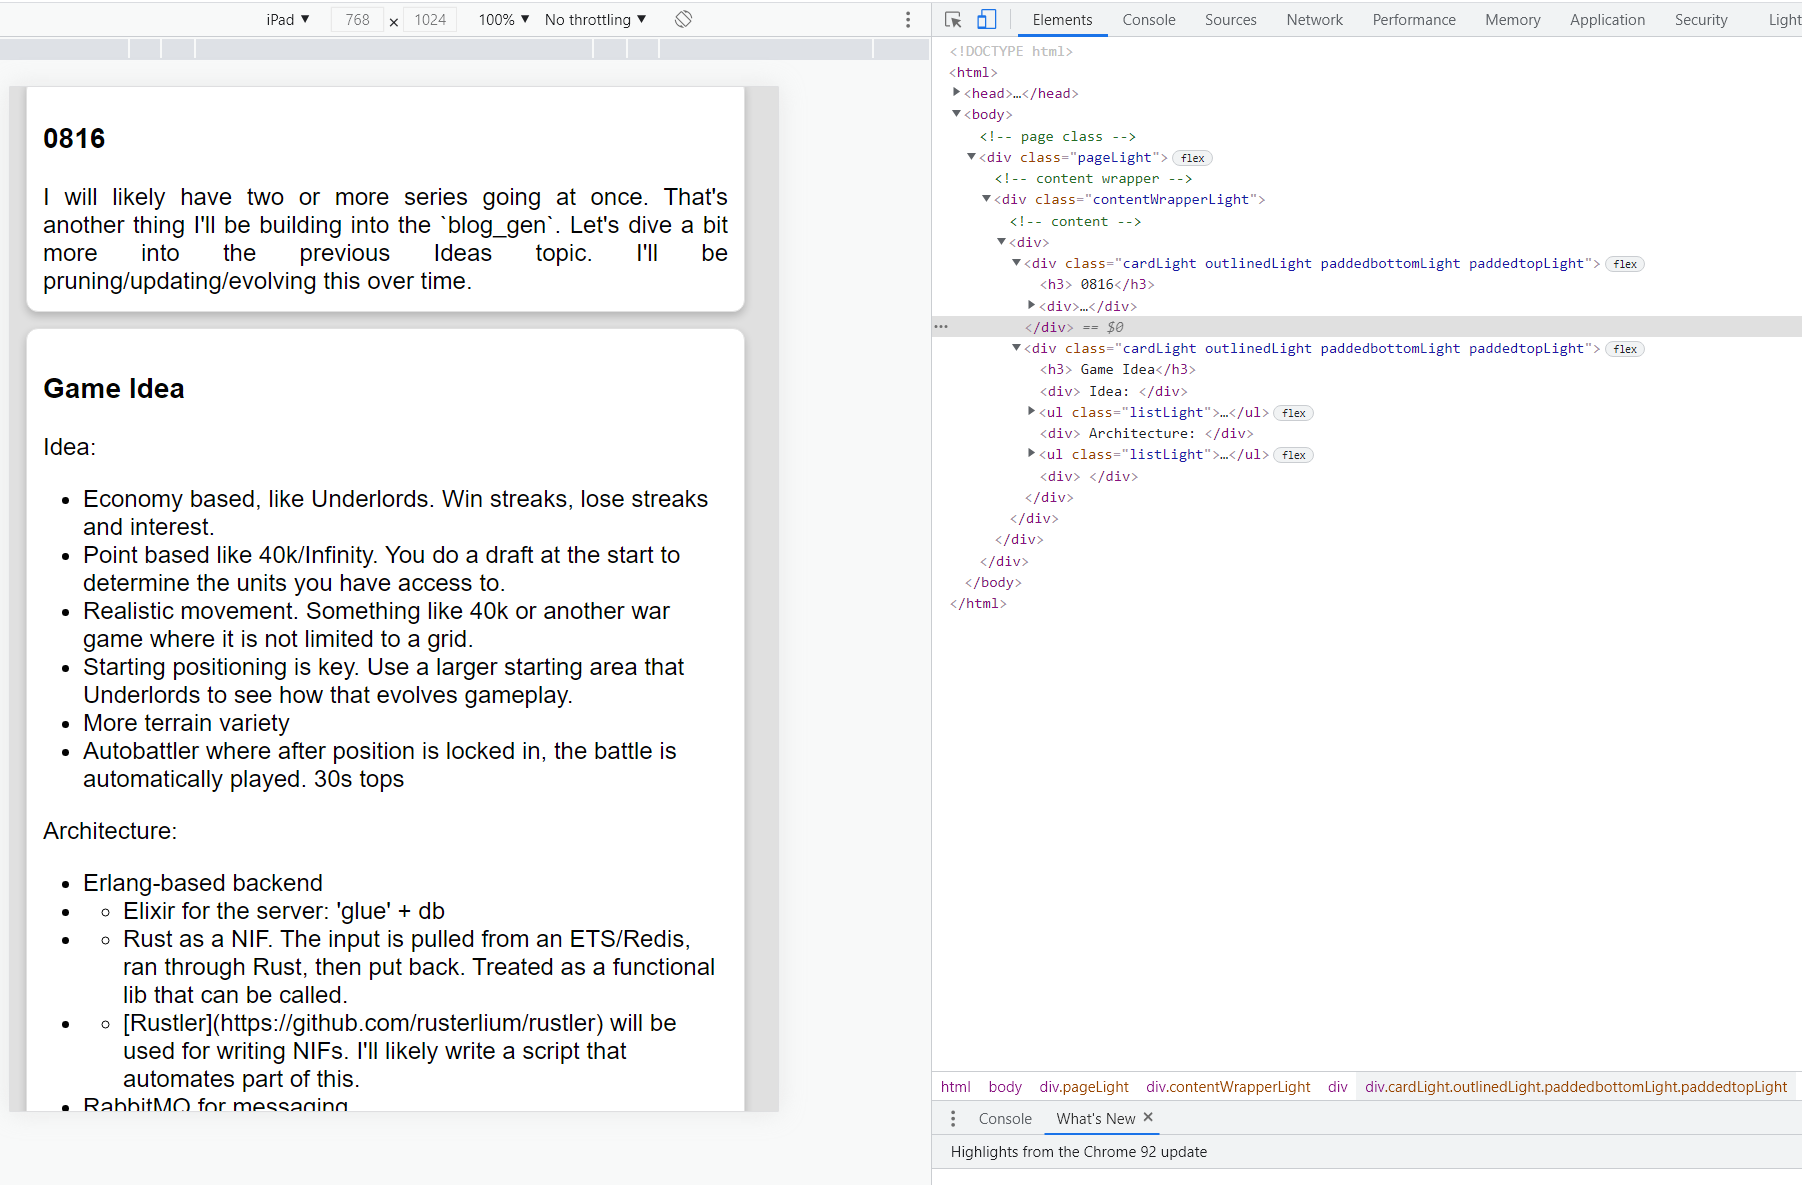 iPad ▼ 768 × 1024 100% ▼ No throttling ▼
0816
I will likely have two or more series going at once. That's
another thing I'll be building into the `blog_gen`. Let's dive a bit
more into the previous Ideas topic. I'll be
pruning/updating/evolving this over time.
Game Idea
Idea:
• Economy based, like Underlords. Win streaks, lose streaks
and interest.
• Point based like 40k/Infinity. You do a draft at the start to
determine the units you have access to.
• Realistic movement. Something like 40k or another war
game where it is not limited to a grid.
• Starting positioning is key. Use a larger starting area that
Underlords to see how that evolves gameplay.
• More terrain variety
• Autobattler where after position is locked in, the battle is
automatically played. 30s tops
Architecture:
• Erlang-based backend
• ◦ Elixir for the server: 'glue' + db
• ◦ Rust as a NIF. The input is pulled from an ETS/Redis,
ran through Rust, then put back. Treated as a functional
lib that can be called.
• ◦ [Rustler](https://github.com/rusterlium/rustler) will be
used for writing NIFs. I'll likely write a script that
automates part of this.
• RabbitMQ for messaging
Elements Console Sources Network Performance Memory Application Security Light
<!DOCTYPE html>
<html>
▶<head>…</head>
▼<body>
<!-- page class -->
▼<div class="pageLight"> flex
<!-- content wrapper -->
▼<div class="contentWrapperLight">
<!-- content -->
▼<div>
▼<div class="cardLight outlinedLight paddedbottomLight paddedtopLight"> flex
<h3> 0816</h3>
▶<div>…</div>
</div> == $0
▼<div class="cardLight outlinedLight paddedbottomLight paddedtopLight"> flex
<h3> Game Idea</h3>
<div> Idea: </div>
▶<ul class="listLight">…</ul> flex
<div> Architecture: </div>
▶<ul class="listLight">…</ul> flex
<div> </div>
</div>
</div>
</div>
</div>
</body>
</html>
html body div.pageLight div.contentWrapperLight div div.cardLight.outlinedLight.paddedbottomLight.paddedtopLight
Console What's New ×
Highlights from the Chrome 92 update